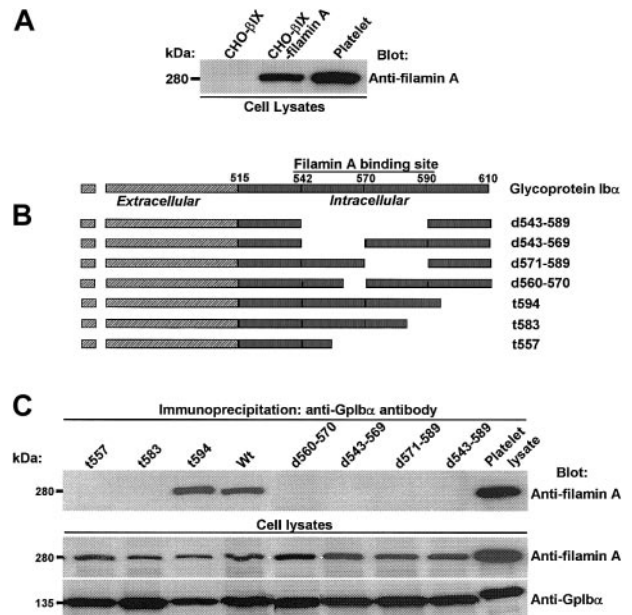 A
kDa:
CHO-βIX
CHO-βIX
-filamin A
Platelet
Blot:
280
Anti-filamin A
Cell Lysates
Filamin A binding site
515 542 570 590 610
Glycoprotein Ibα
Extracellular Intracellular
B
d543-589
d543-569
d571-589
d560-570
t594
t583
t557
C
Immunoprecipitation: anti-GpIbα antibody
kDa:
t557 t583 t594 Wt d560-570 d543-569 d571-589 d543-589 Platelet lysate
Blot:
280 Anti-filamin A
Cell lysates
280 Anti-filamin A
135 Anti-GpIbα